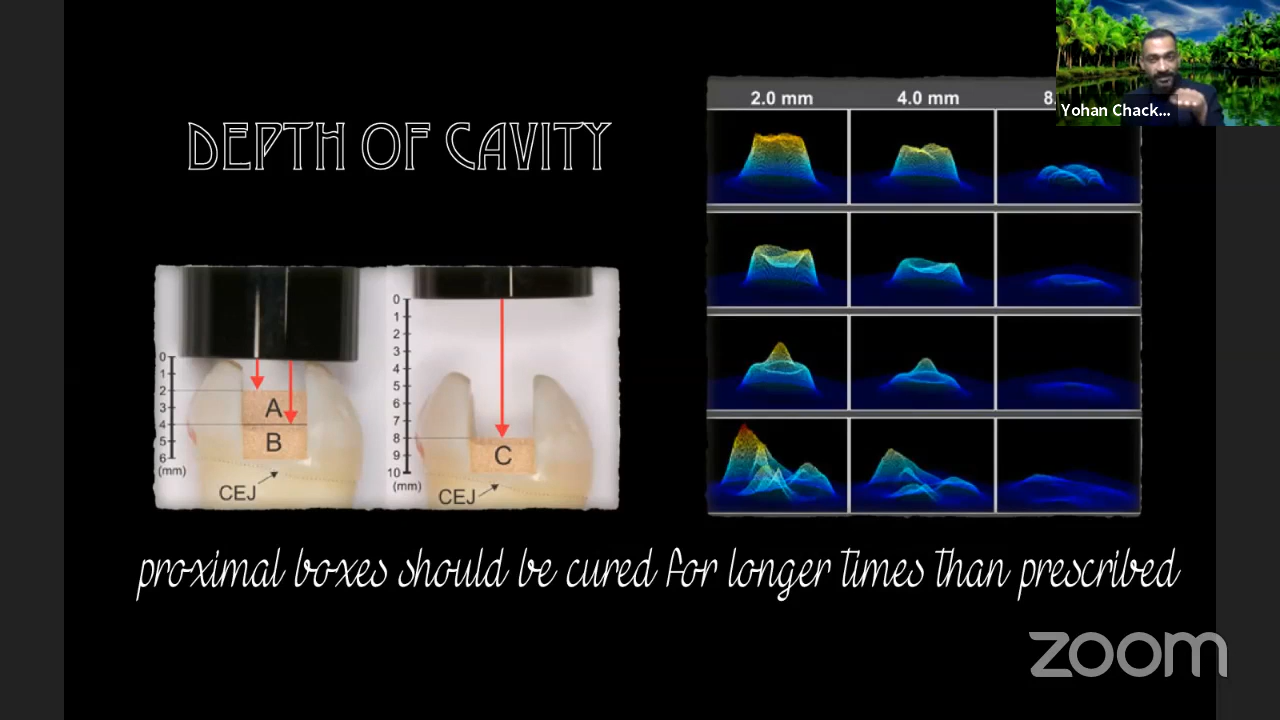 2.0 mm 4.0 mm 8.
Yohan Chack...
DEPTH OF CAVITY
0
1
2
3
4
5
6
(mm)
A
B
CEJ
0
1
2
3
4
5
6
7
8
9
10
(mm)
C
CEJ
proximal boxes should be cured for longer times than prescribed
zoom